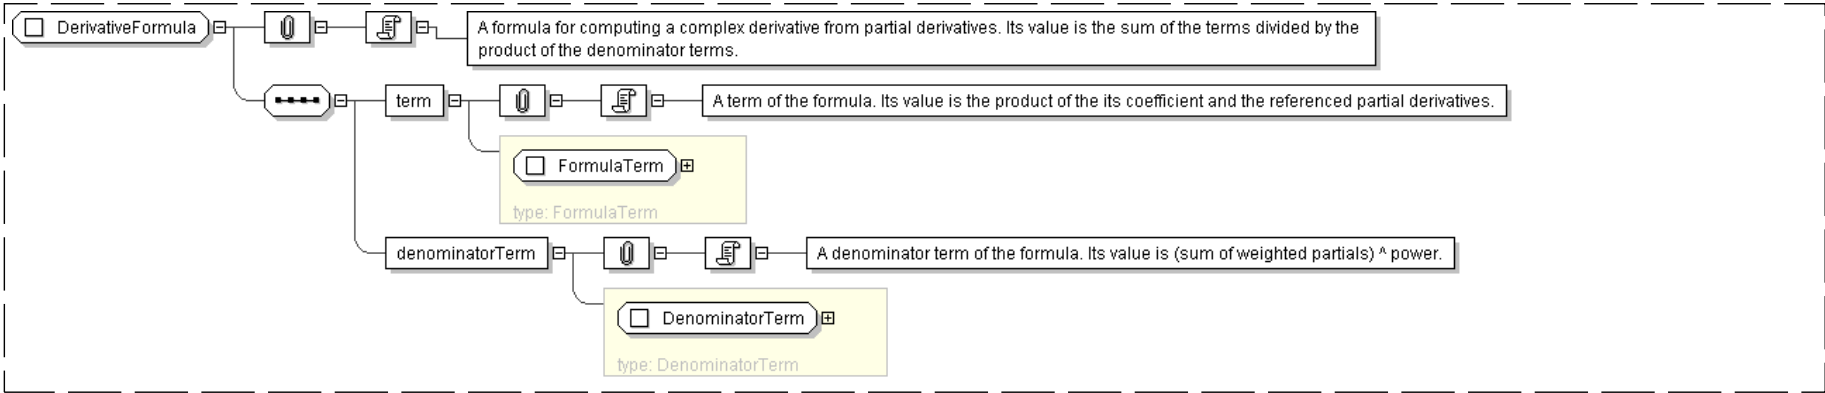 DerivativeFormula
A formula for computing a complex derivative from partial derivatives. Its value is the sum of the terms divided by the
product of the denominator terms.
term
A term of the formula. Its value is the product of the its coefficient and the referenced partial derivatives.
FormulaTerm
type: FormulaTerm
denominatorTerm
A denominator term of the formula. Its value is (sum of weighted partials) ^ power.
DenominatorTerm
type: DenominatorTerm